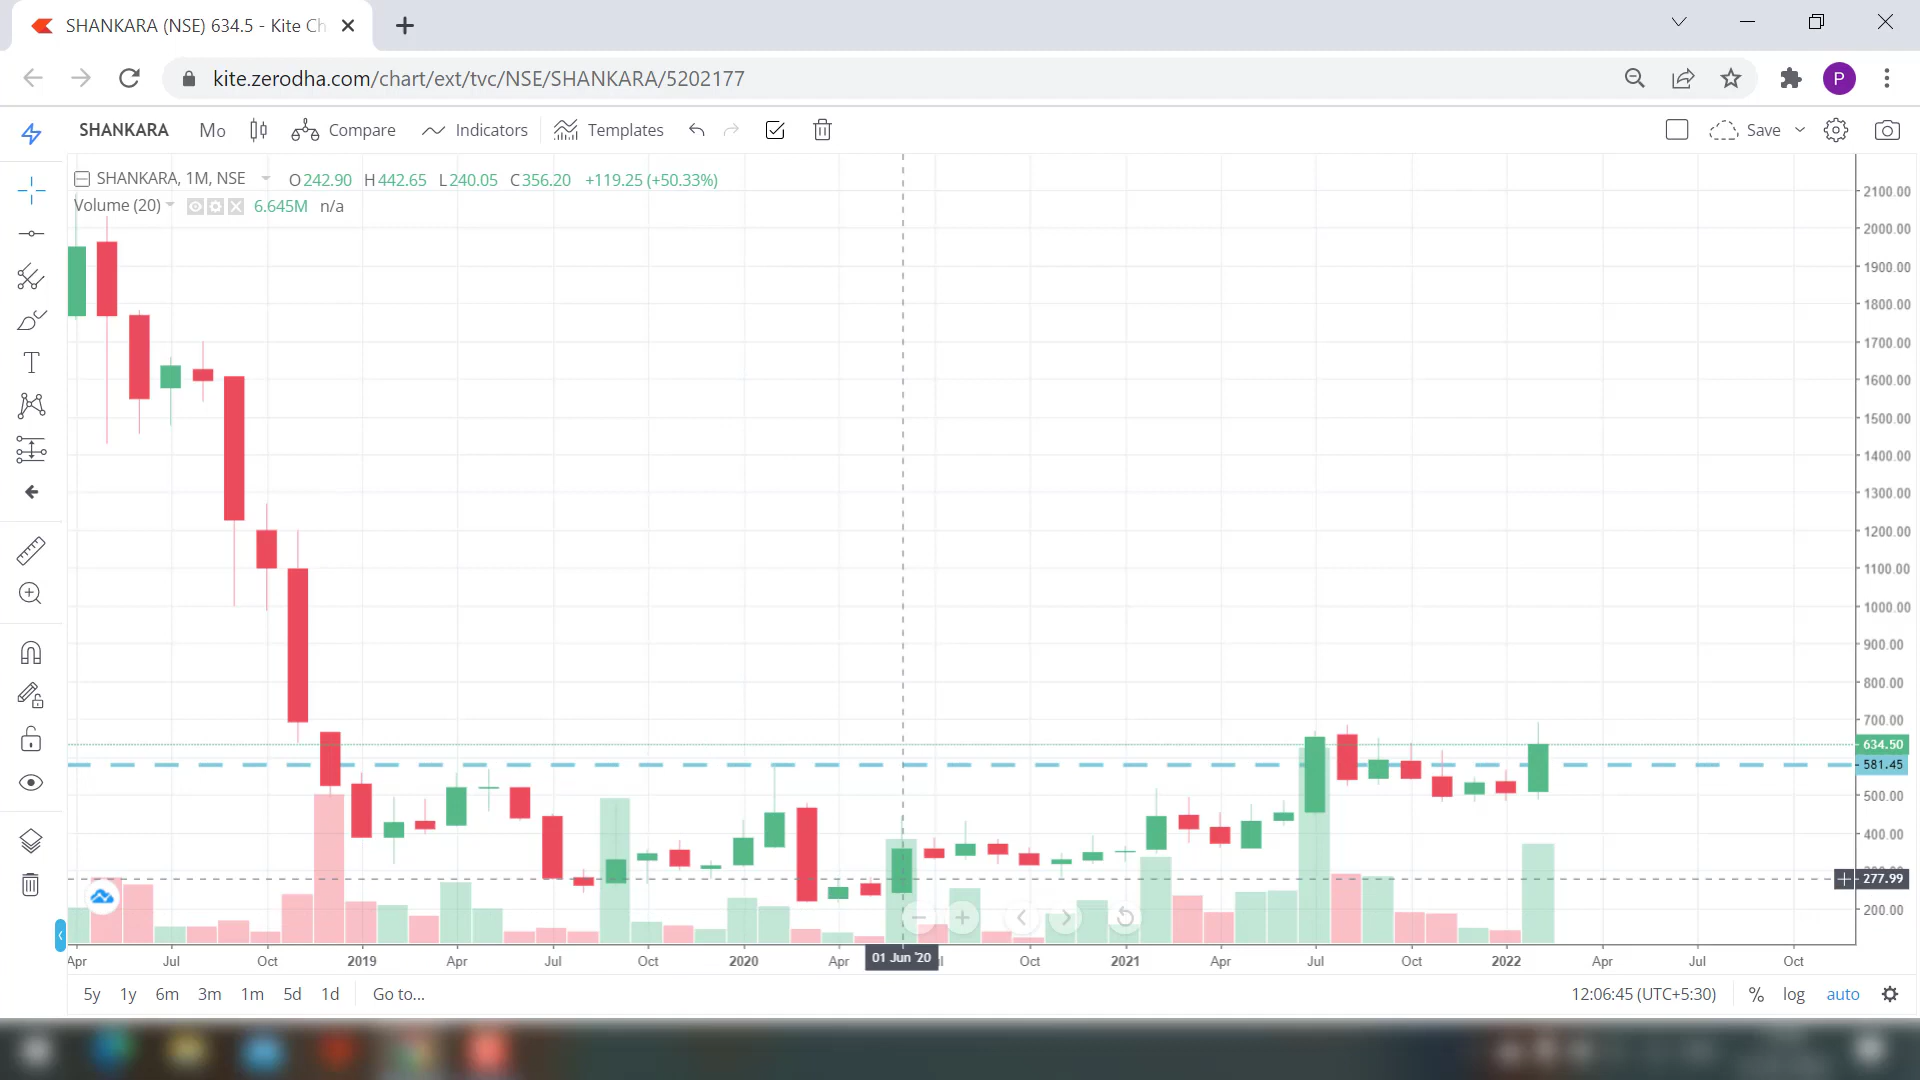 SHANKARA (NSE) 634.5 - Kite Ch
kite.zerodha.com/chart/ext/tvc/NSE/SHANKARA/5202177
P
SHANKARA Mo Compare Indicators Templates Save
SHANKARA, 1M, NSE O242.90 H442.65 L240.05 C356.20 +119.25 (+50.33%)
Volume (20) 6.645M n/a
2100.00
2000.00
1900.00
1800.00
1700.00
1600.00
1500.00
1400.00
1300.00
1200.00
1100.00
1000.00
900.00
800.00
700.00
634.50
581.45
500.00
400.00
277.99
200.00
Apr Jul Oct 2019 Apr Jul Oct 2020 Apr 01 Jun '20 Oct 2021 Apr Jul Oct 2022 Apr Jul Oct
5y 1y 6m 3m 1m 5d 1d Go to... 12:06:45 (UTC+5:30) % log auto